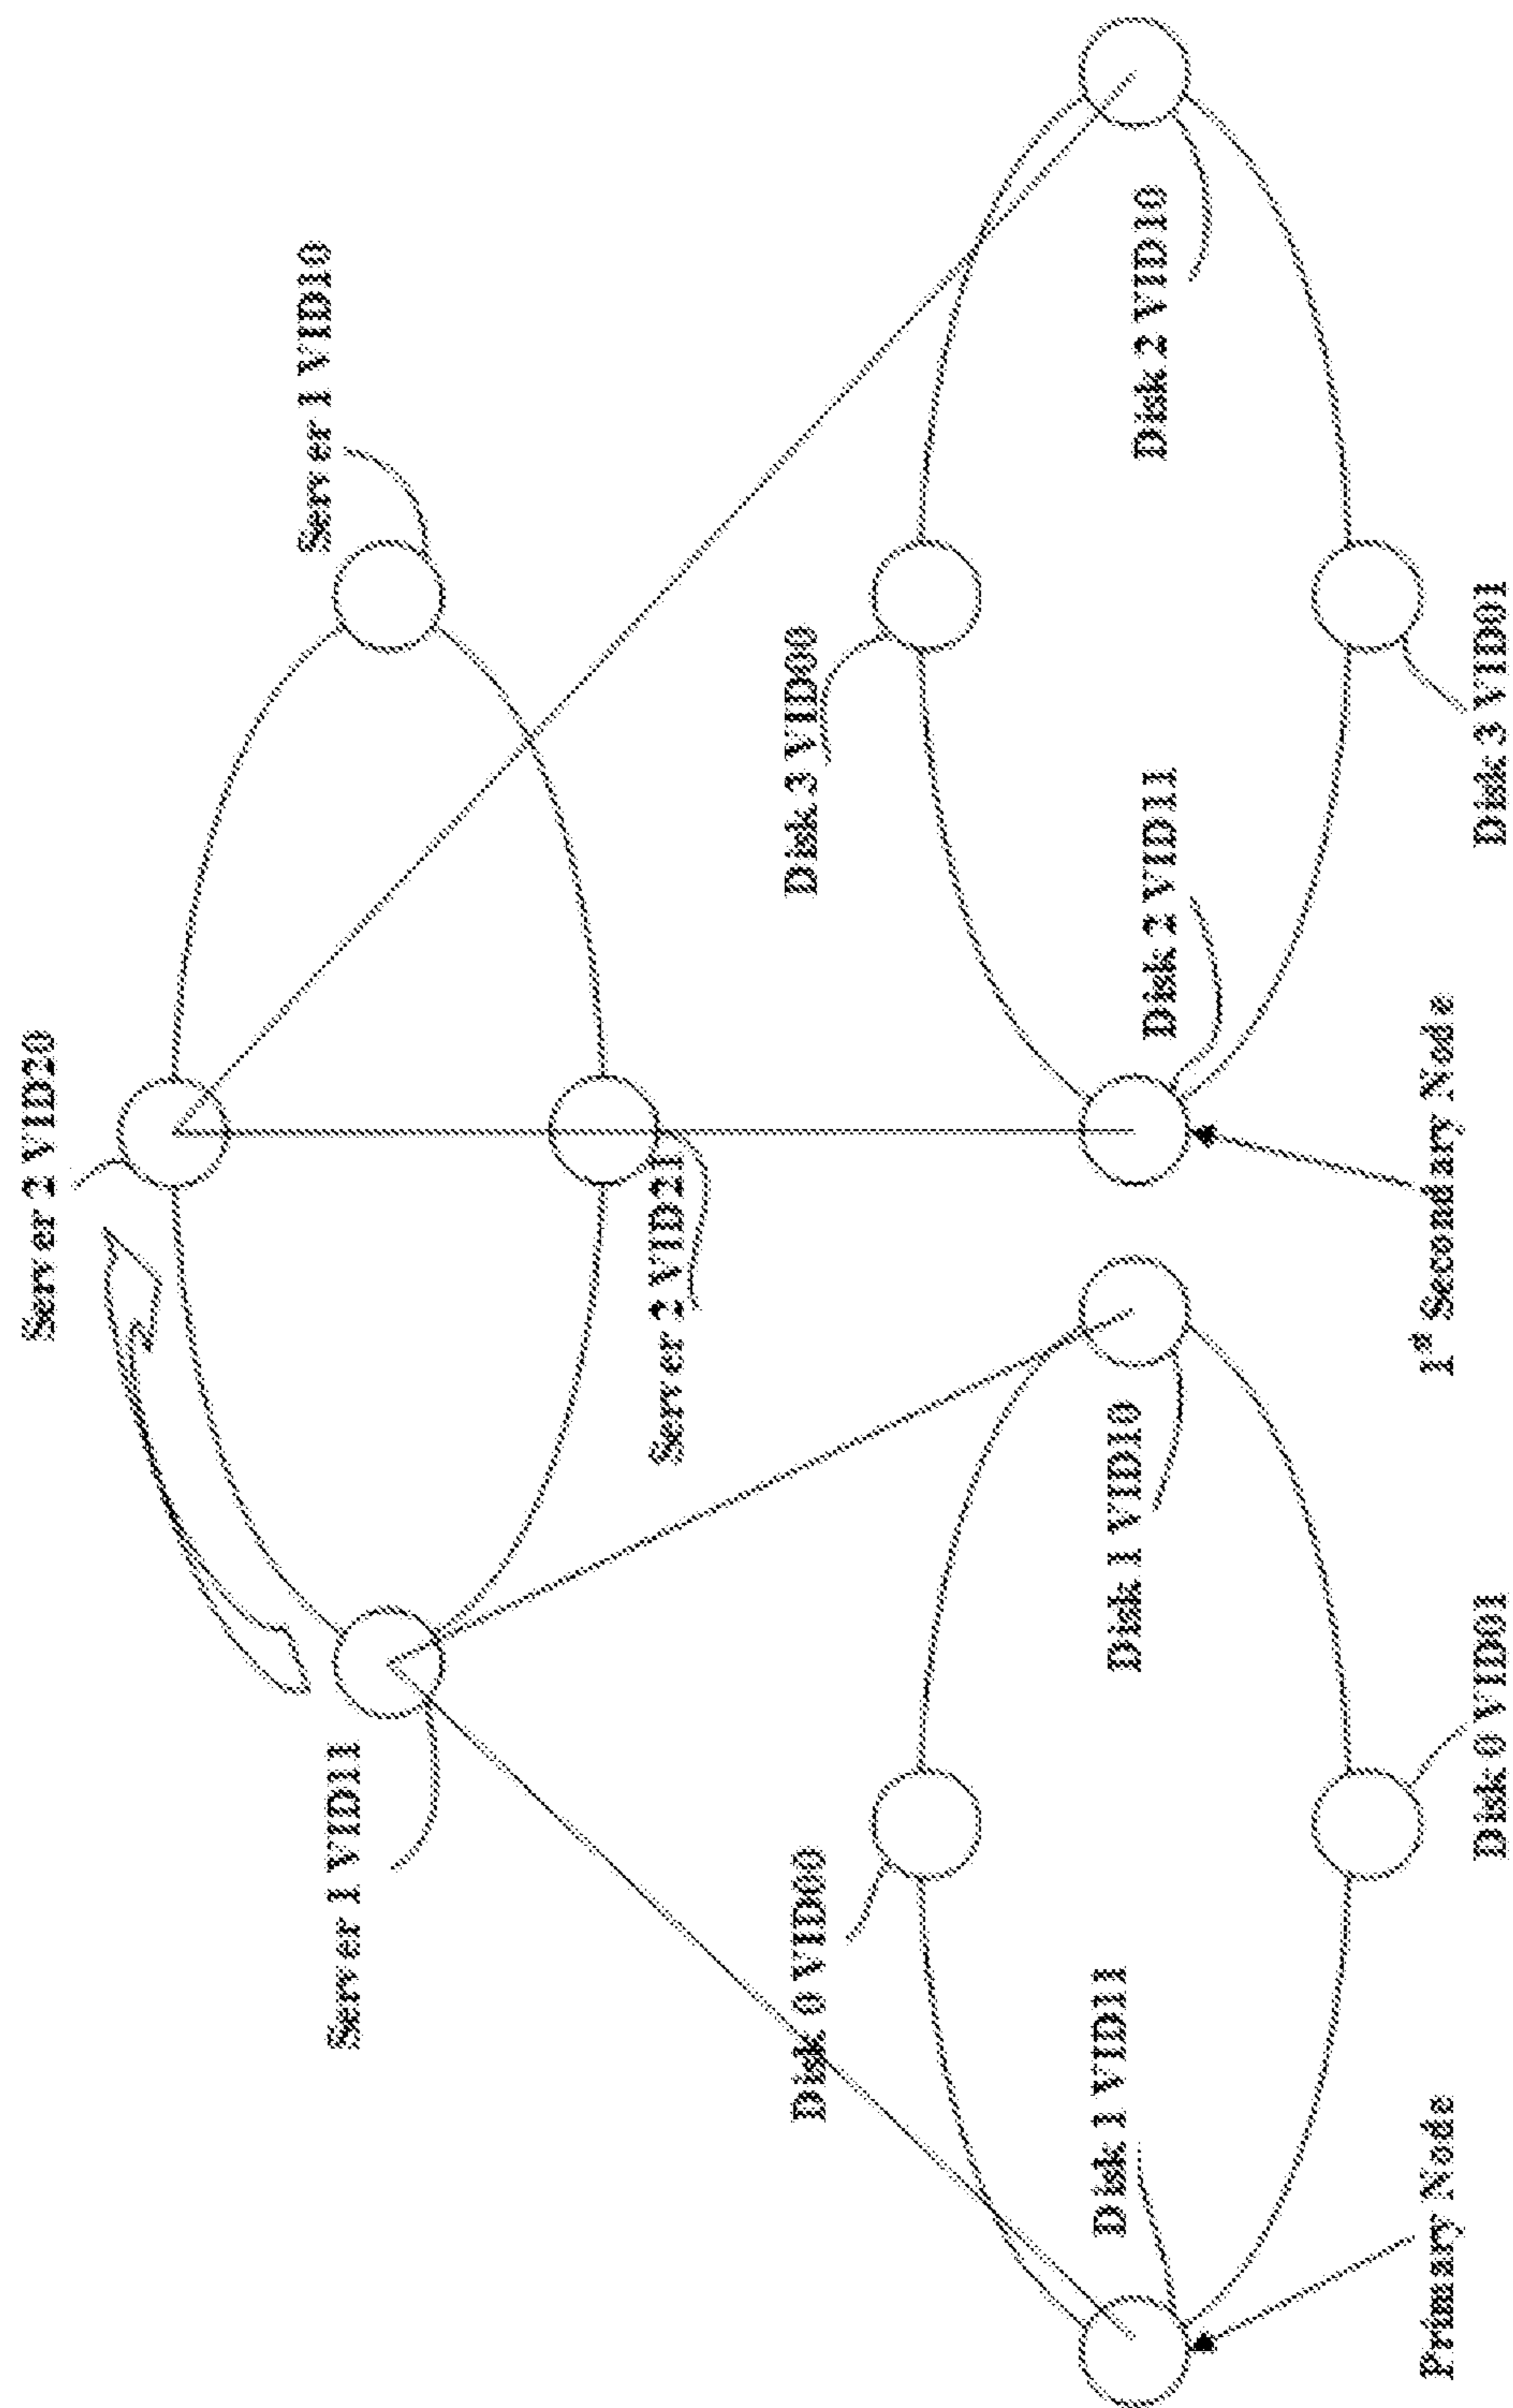 Server 2 VID20
Server 1 VID11
Server 1 VID10
Server 2 VID21
Disk 0 VID00
Disk 3 VID00
Disk 1 VID11
Disk 1 VID10
Disk 2 VID11
Disk 2 VID10
Disk 0 VID01
Disk 3 VID01
Primary Node
1st Secondary Node